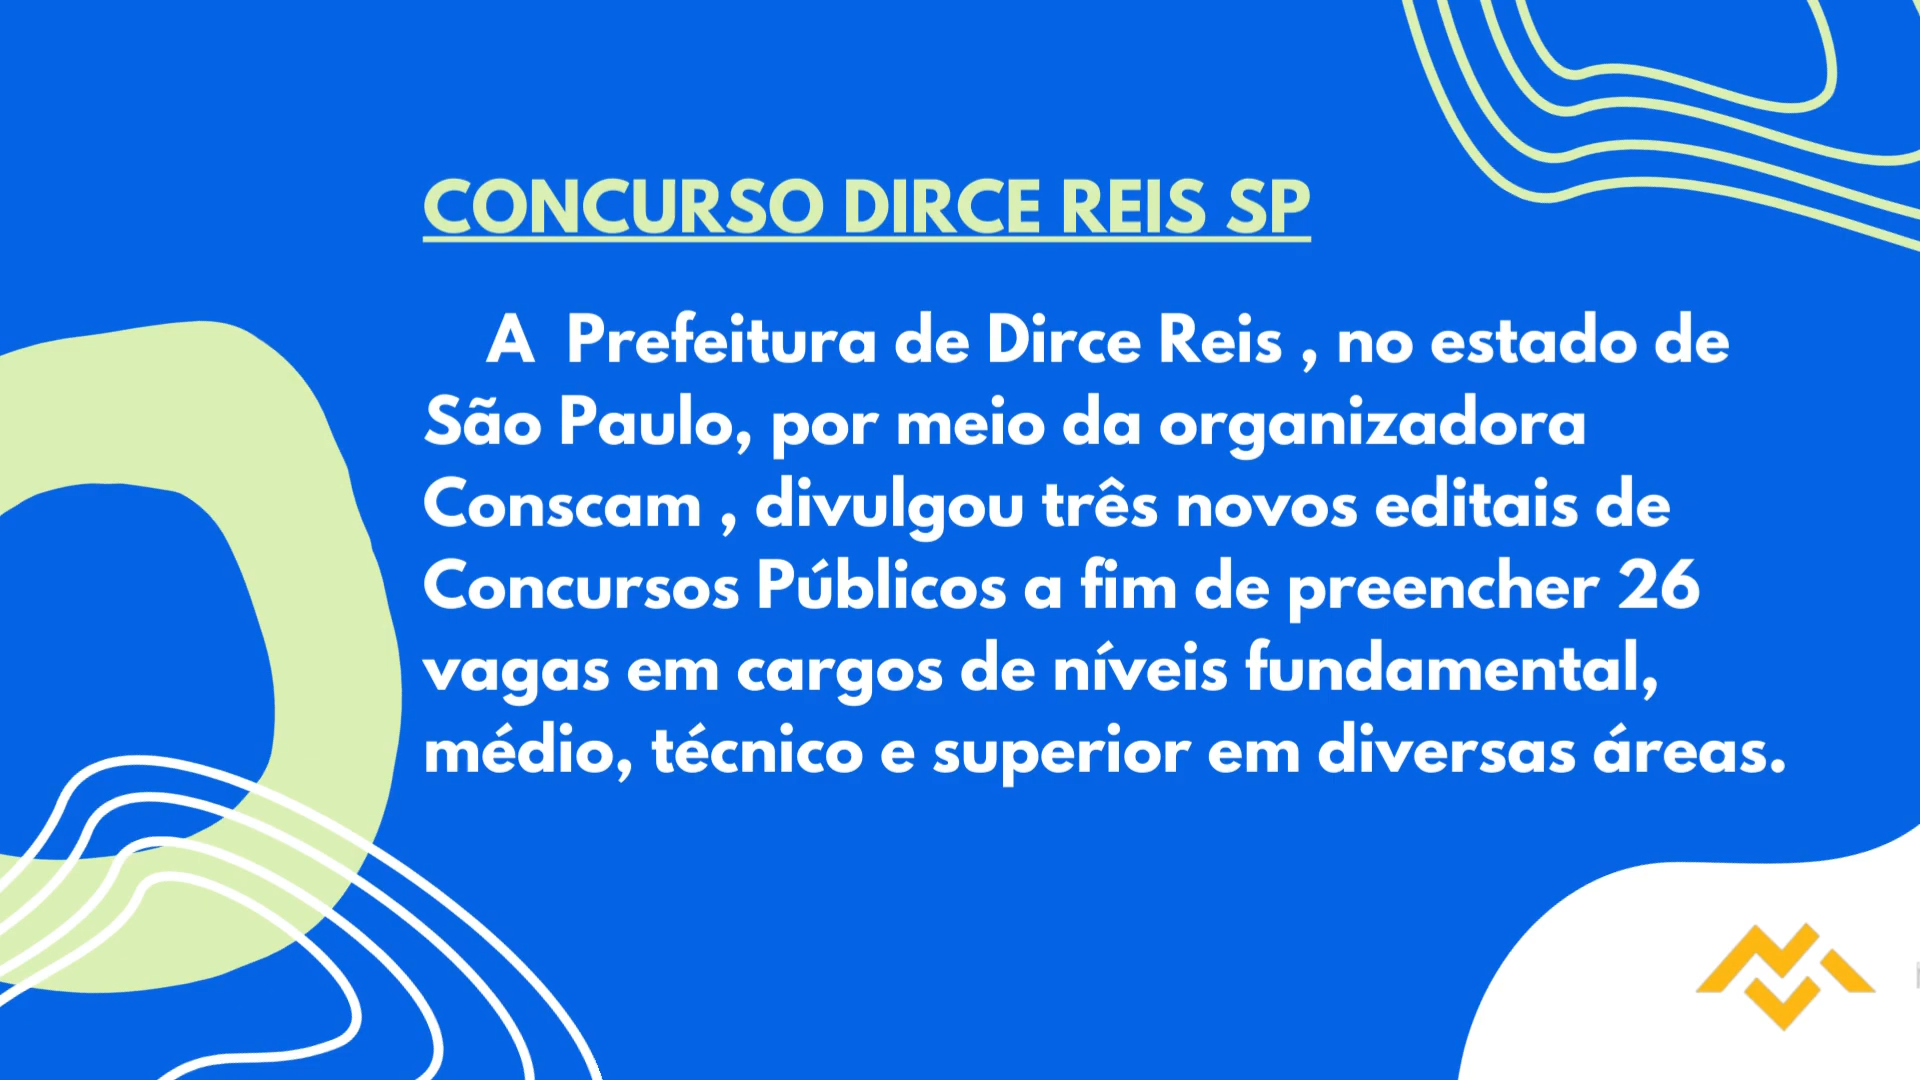 CONCURSO DIRCE REIS SP
A Prefeitura de Dirce Reis , no estado de
São Paulo, por meio da organizadora
Conscam , divulgou três novos editais de
Concursos Públicos a fim de preencher 26
vagas em cargos de níveis fundamental,
médio, técnico e superior em diversas áreas.